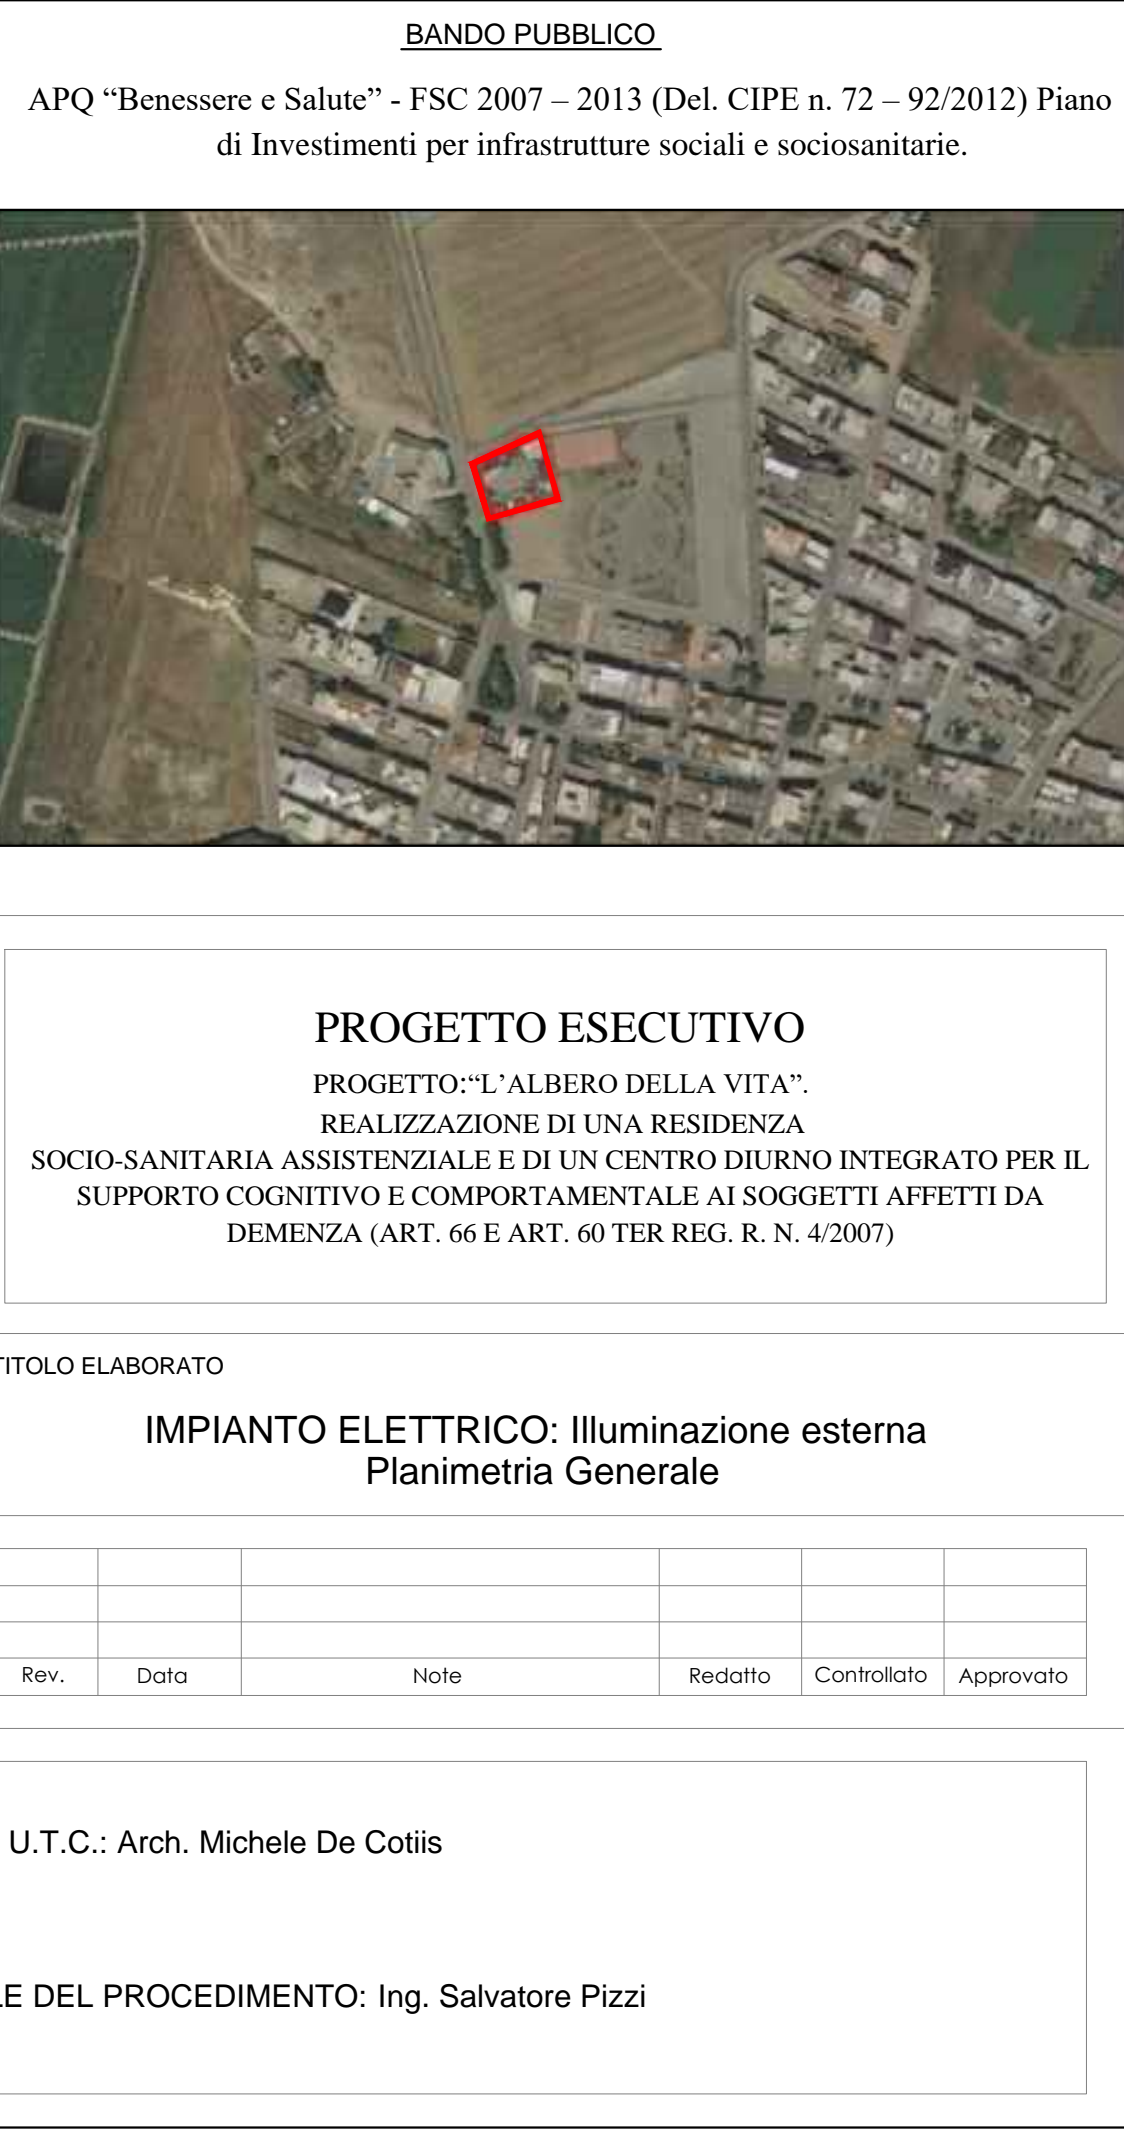 BANDO PUBBLICO
APQ “Benessere e Salute” - FSC 2007 – 2013 (Del. CIPE n. 72 – 92/2012) Piano
di Investimenti per infrastrutture sociali e sociosanitarie.
PROGETTO ESECUTIVO
PROGETTO:“L’ALBERO DELLA VITA”.
REALIZZAZIONE DI UNA RESIDENZA
SOCIO-SANITARIA ASSISTENZIALE E DI UN CENTRO DIURNO INTEGRATO PER IL
SUPPORTO COGNITIVO E COMPORTAMENTALE AI SOGGETTI AFFETTI DA
DEMENZA (ART. 66 E ART. 60 TER REG. R. N. 4/2007)
TITOLO ELABORATO
IMPIANTO ELETTRICO: Illuminazione esterna
Planimetria Generale
Rev. Data Note Redatto Controllato Approvato
U.T.C.: Arch. Michele De Cotiis
LE DEL PROCEDIMENTO: Ing. Salvatore Pizzi